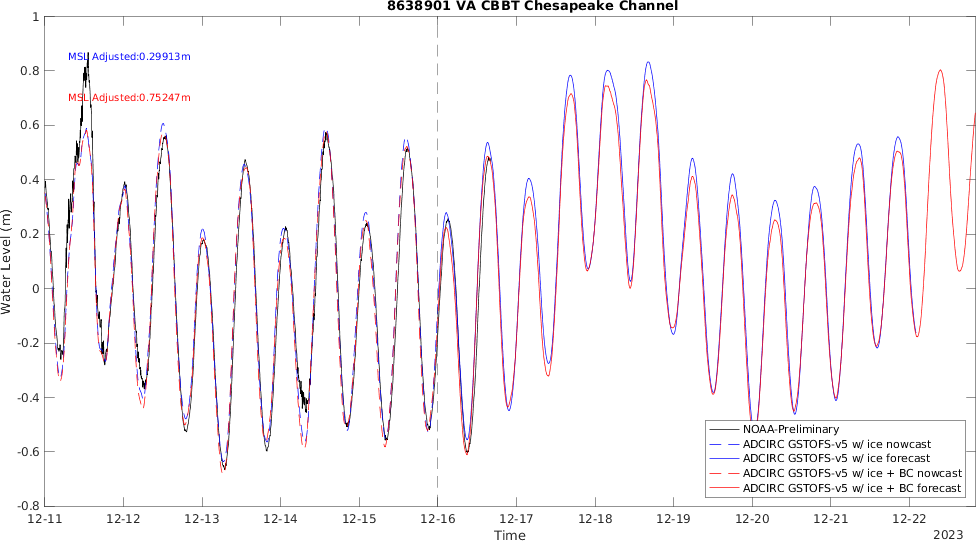 8638901 VA CBBT Chesapeake Channel
1
0.8
0.6
0.4
0.2
0
-0.2
-0.4
-0.6
-0.8
Water Level (m)
MSL Adjusted:0.29913m
MSL Adjusted:0.75247m
NOAA-Preliminary
ADCIRC GSTOFS-v5 w/ ice nowcast
ADCIRC GSTOFS-v5 w/ ice forecast
ADCIRC GSTOFS-v5 w/ ice + BC nowcast
ADCIRC GSTOFS-v5 w/ ice + BC forecast
12-11 12-12 12-13 12-14 12-15 12-16 12-17 12-18 12-19 12-20 12-21 12-22
Time
2023